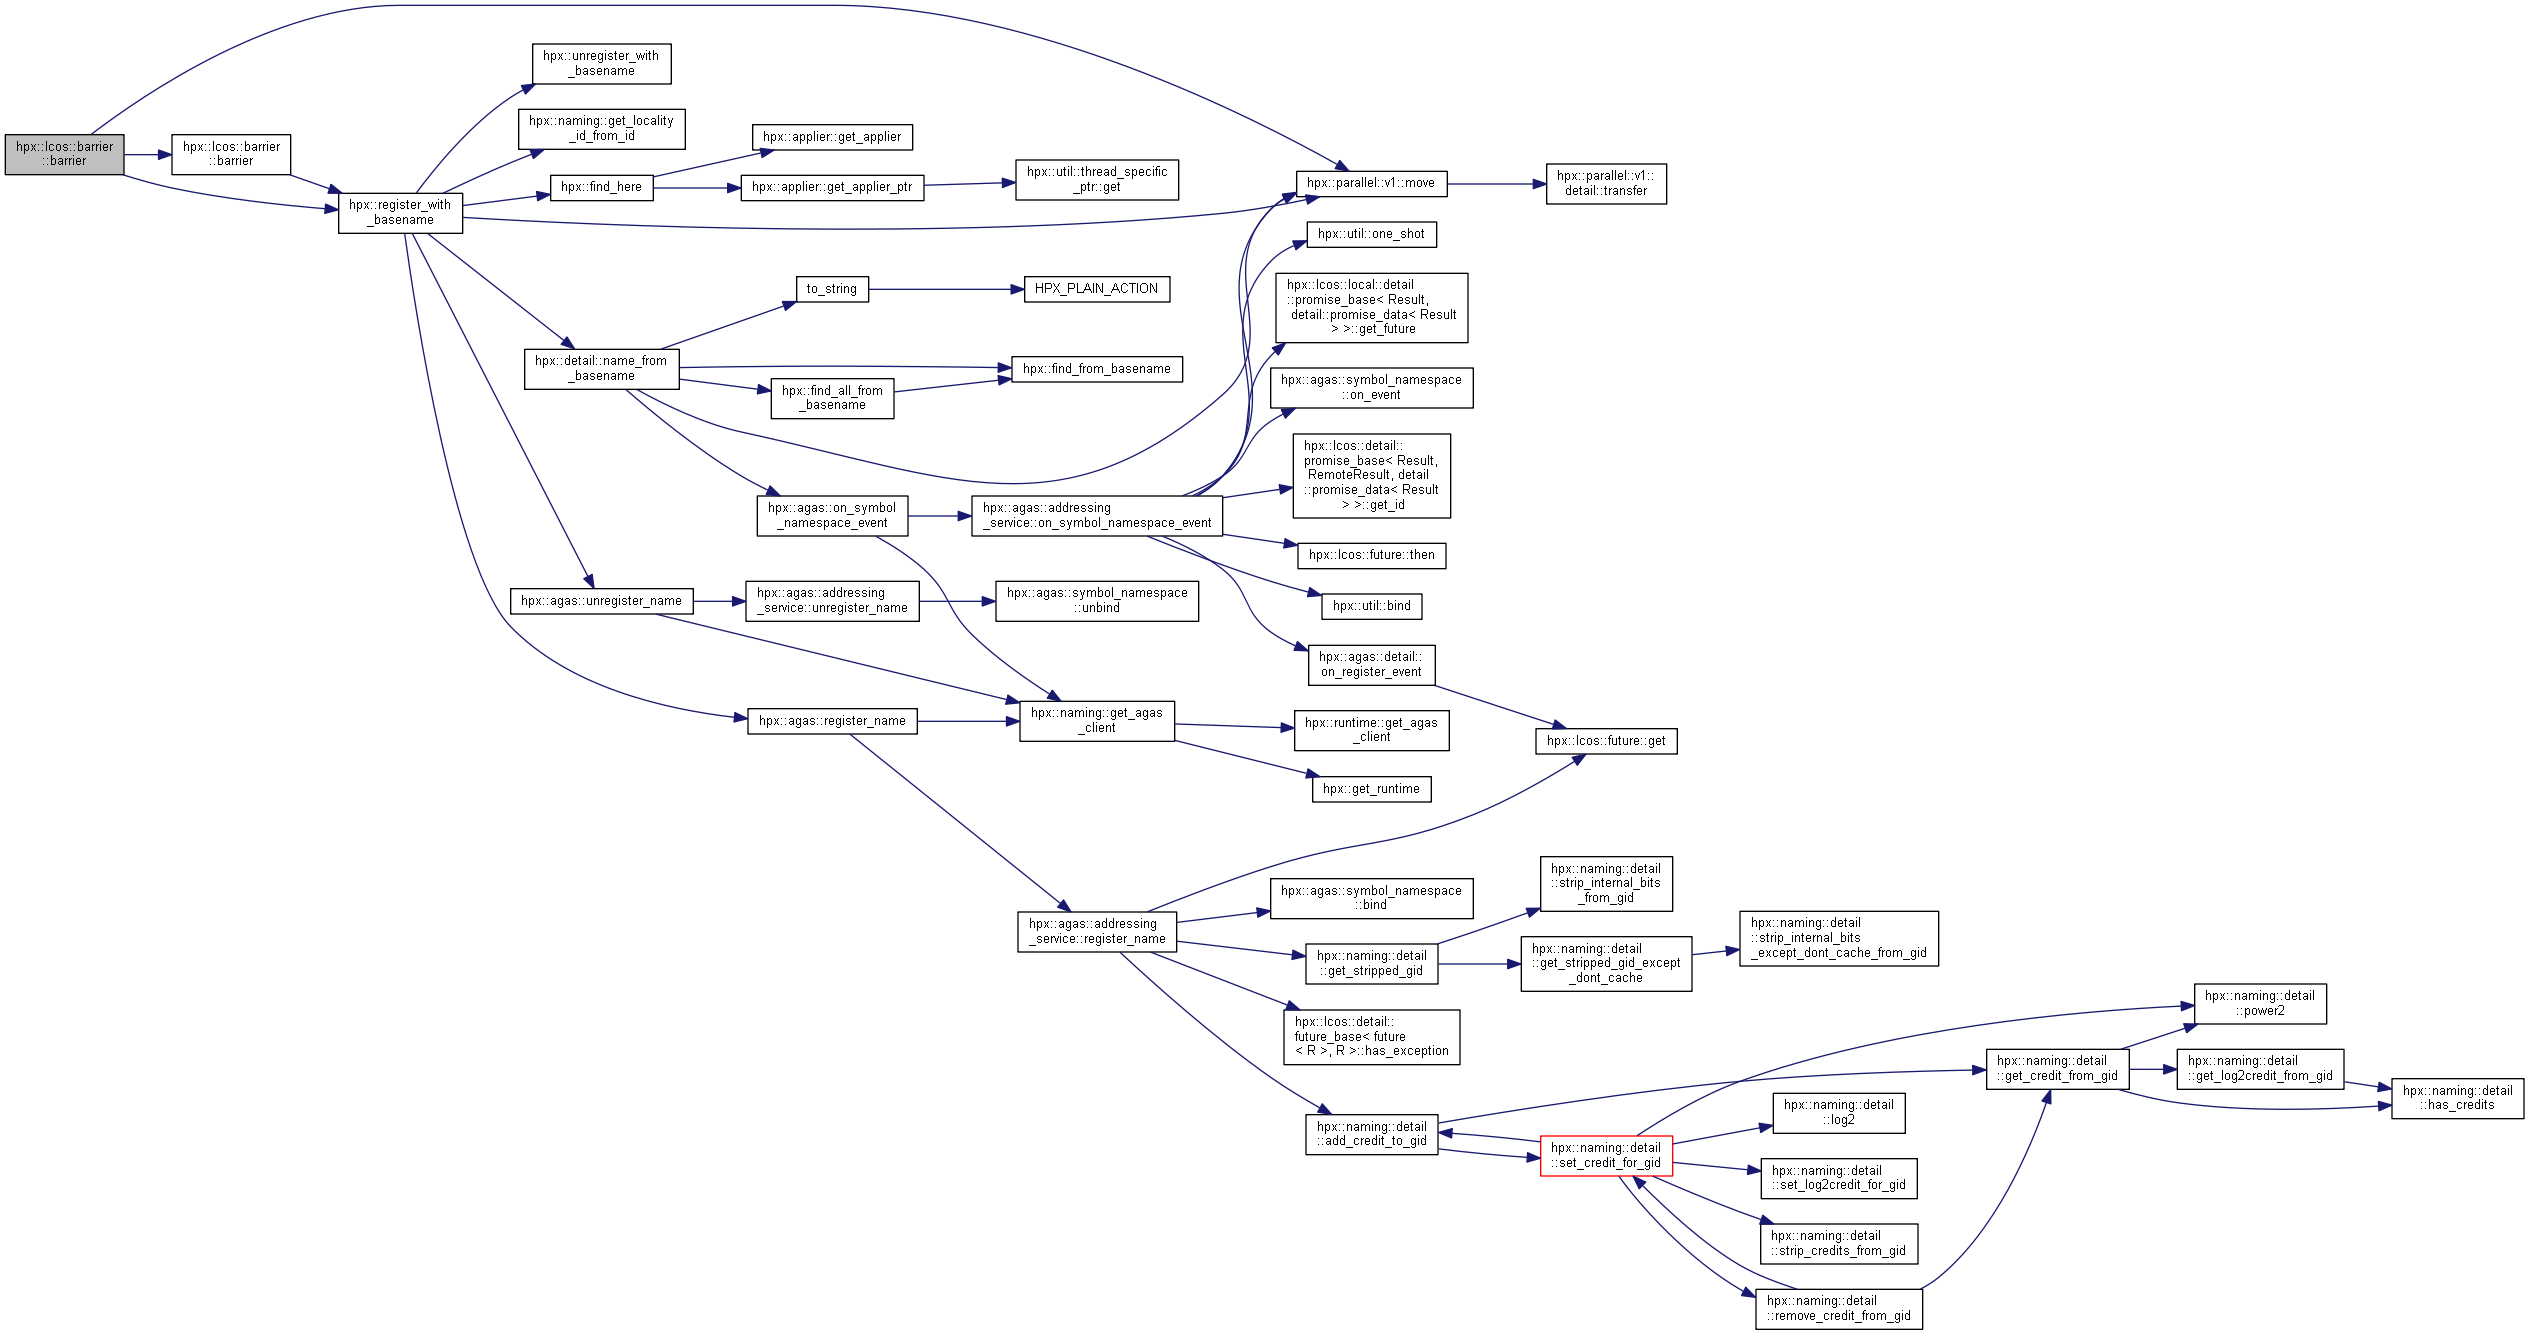 hpx::lcos::barrier
::barrier
hpx::lcos::barrier
::barrier
hpx::register_with
_basename
hpx::unregister_with
_basename
hpx::naming::get_locality
_id_from_id
hpx::find_here
hpx::applier::get_applier
hpx::applier::get_applier_ptr
hpx::util::thread_specific
_ptr::get
hpx::parallel::v1::move
hpx::parallel::v1::
detail::transfer
hpx::util::one_shot
to_string
HPX_PLAIN_ACTION
hpx::lcos::local::detail
::promise_base< Result,
detail::promise_data< Result
> >::get_future
hpx::detail::name_from
_basename
hpx::find_from_basename
hpx::find_all_from
_basename
hpx::agas::symbol_namespace
::on_event
hpx::lcos::detail::
promise_base< Result,
RemoteResult, detail
::promise_data< Result
> >::get_id
hpx::agas::on_symbol
_namespace_event
hpx::agas::addressing
_service::on_symbol_namespace_event
hpx::lcos::future::then
hpx::util::bind
hpx::agas::unregister_name
hpx::agas::addressing
_service::unregister_name
hpx::agas::symbol_namespace
::unbind
hpx::agas::detail::
on_register_event
hpx::agas::register_name
hpx::naming::get_agas
_client
hpx::runtime::get_agas
_client
hpx::lcos::future::get
hpx::get_runtime
hpx::agas::addressing
_service::register_name
hpx::agas::symbol_namespace
::bind
hpx::naming::detail
::strip_internal_bits
_from_gid
hpx::naming::detail
::get_stripped_gid
hpx::naming::detail
::get_stripped_gid_except
_dont_cache
hpx::naming::detail
::strip_internal_bits
_except_dont_cache_from_gid
hpx::lcos::detail::
future_base< future
< R >, R >::has_exception
hpx::naming::detail
::power2
hpx::naming::detail
::get_credit_from_gid
hpx::naming::detail
::get_log2credit_from_gid
hpx::naming::detail
::has_credits
hpx::naming::detail
::add_credit_to_gid
hpx::naming::detail
::set_credit_for_gid
hpx::naming::detail
::log2
hpx::naming::detail
::set_log2credit_for_gid
hpx::naming::detail
::strip_credits_from_gid
hpx::naming::detail
::remove_credit_from_gid